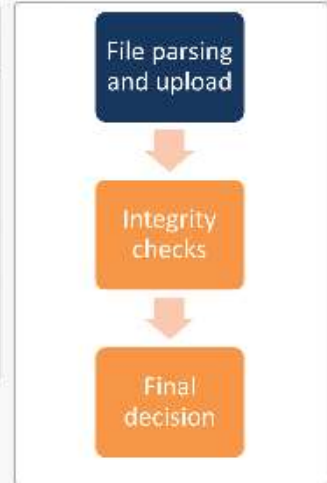 File parsing
and upload
Integrity
checks
Final
decision